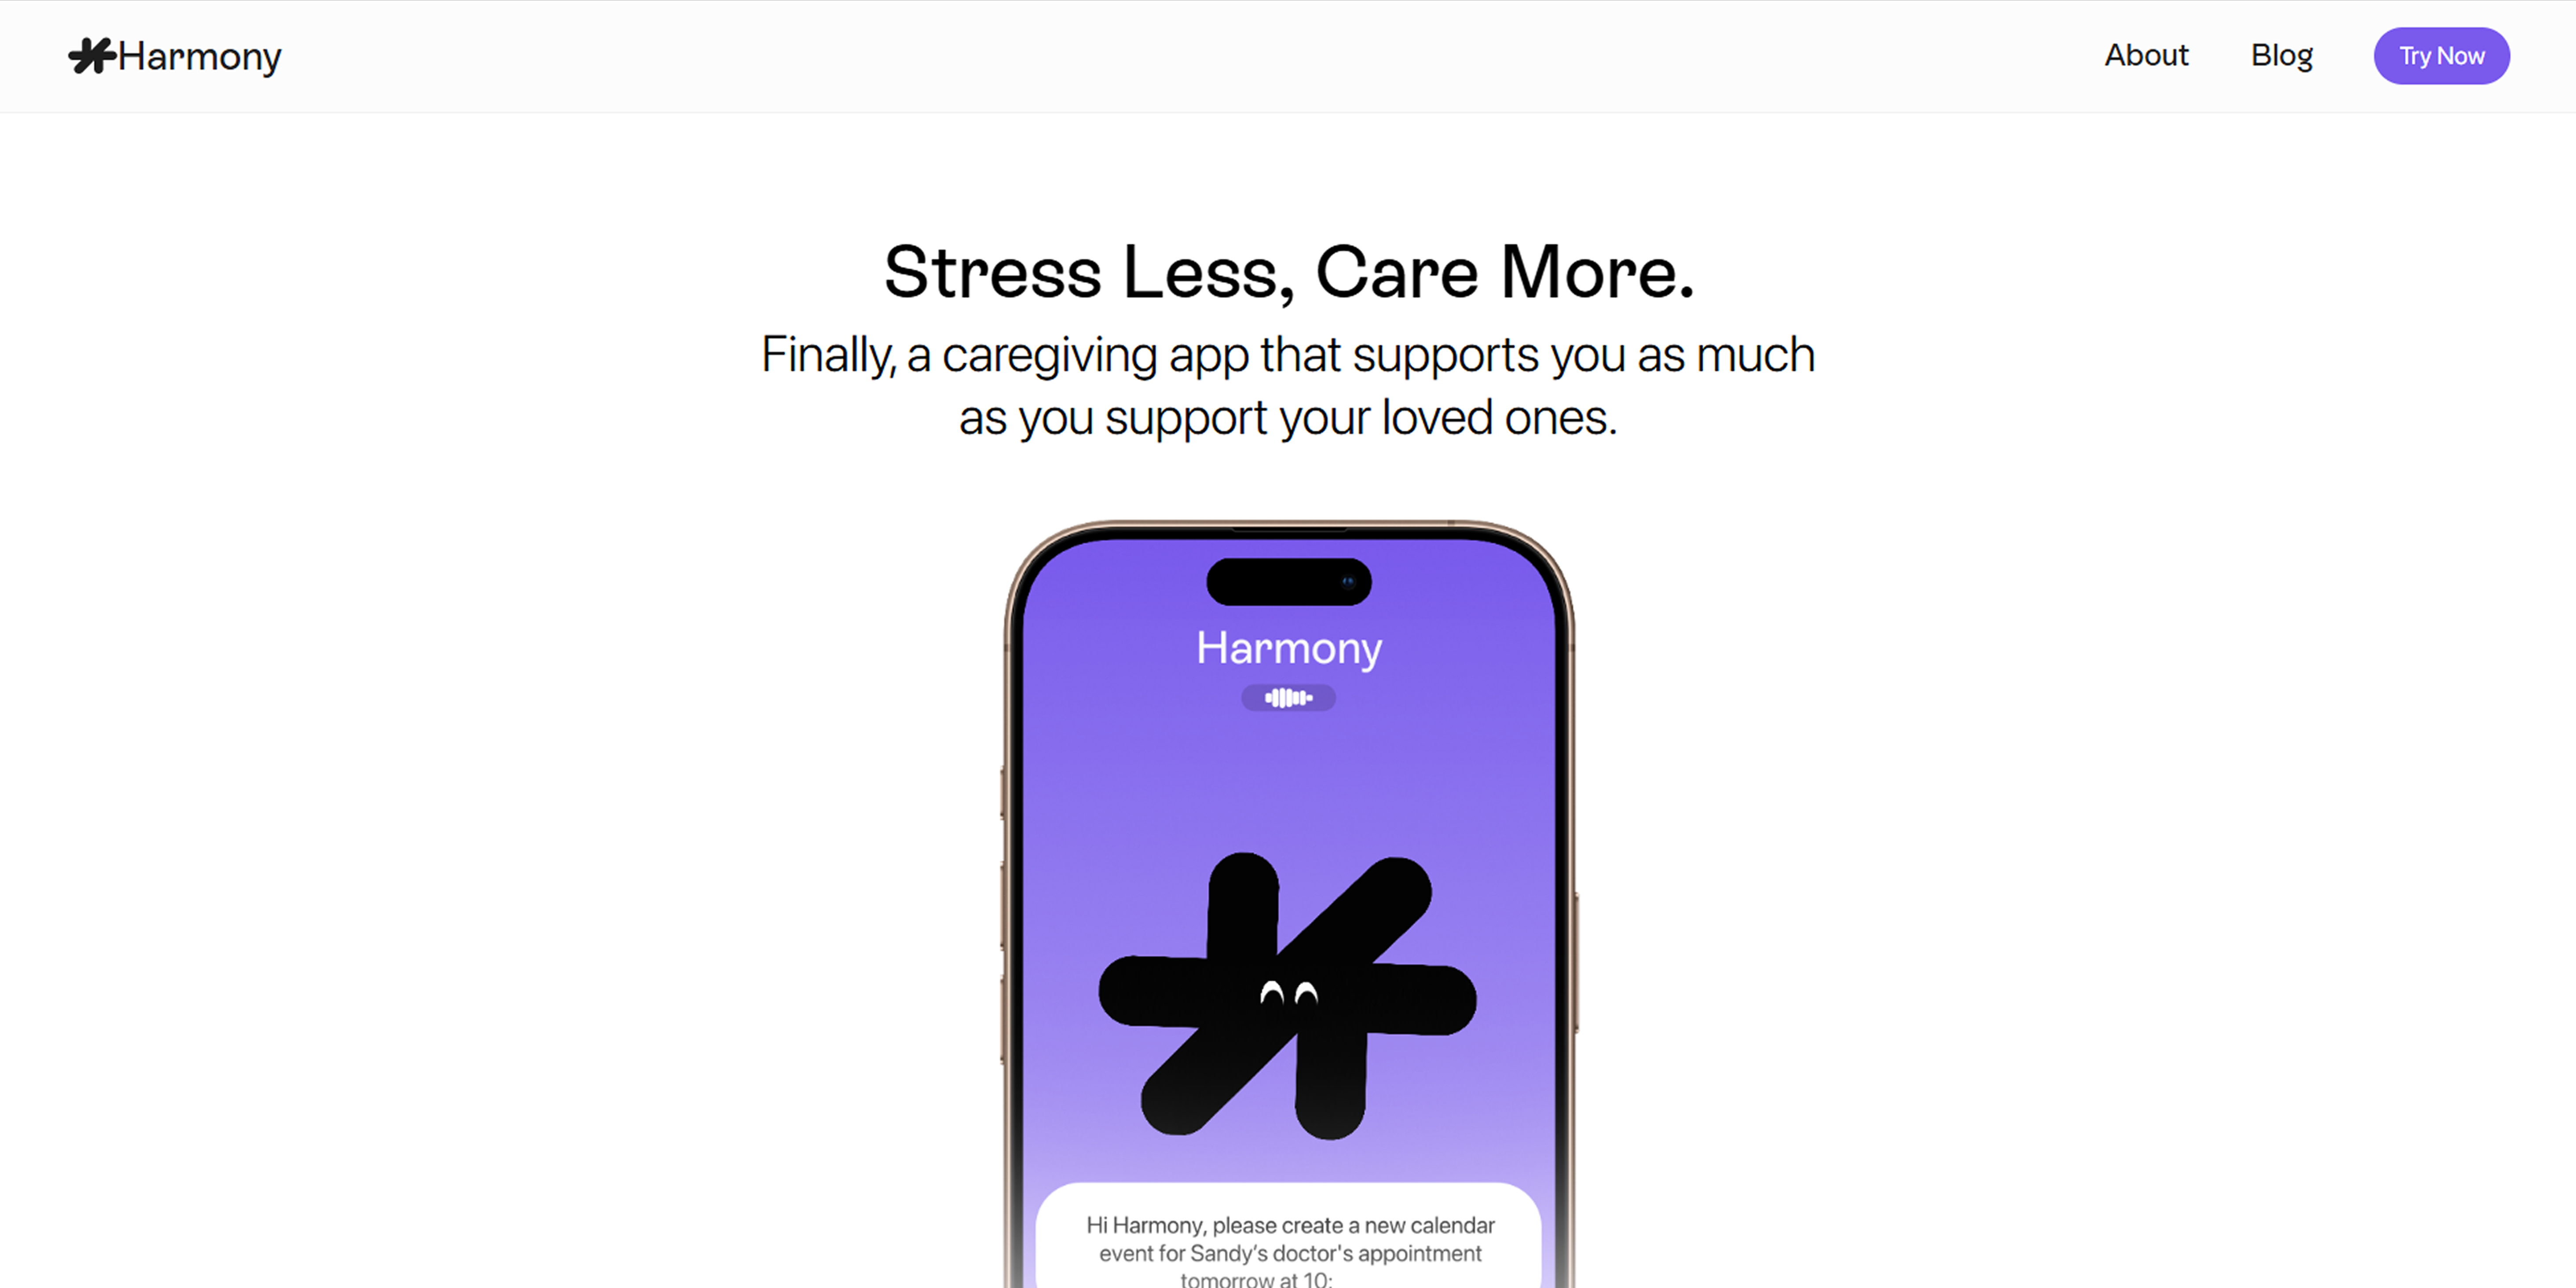 Harmony
About
Blog
Try Now
Stress Less, Care More.
Finally, a caregiving app that supports you as much
as you support your loved ones.
Harmony
Hi Harmony, please create a new calendar
event for Sandy’s doctor's appointment
tomorrow at 10: